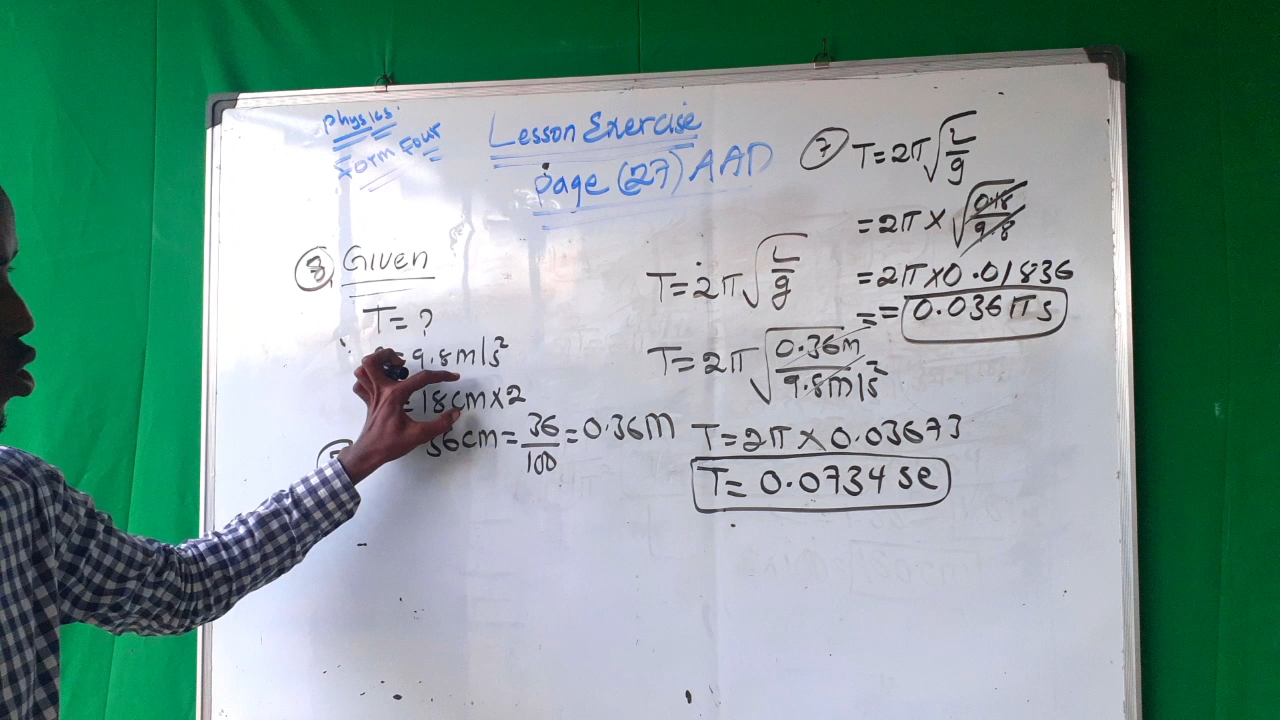 Physics.
Form Four
Lesson Exercise
page (27) AAD
8 Given
T= ?
=9.8m/s²
=18cm×2
36cm=36/100=0.36m
T=2π√L/g
T=2π√0.36m/9.8m/s²
T=2π×0.03673
T=0.0734 se
7 T=2π√L/g
=2π×√0.18/9.8
=2π×0.01836
== 0.036π s